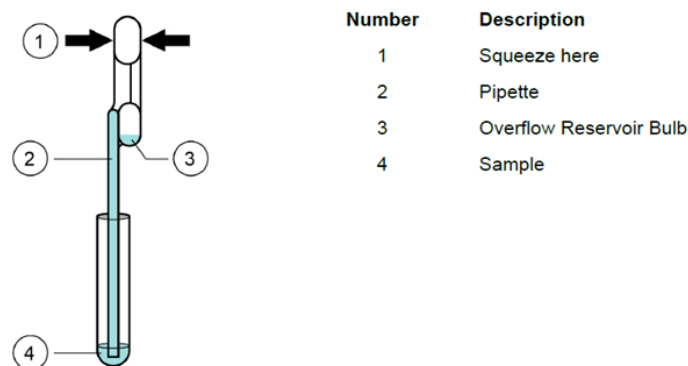 Number Description
1 Squeeze here
2 Pipette
3 Overflow Reservoir Bulb
4 Sample
1
2
3
4